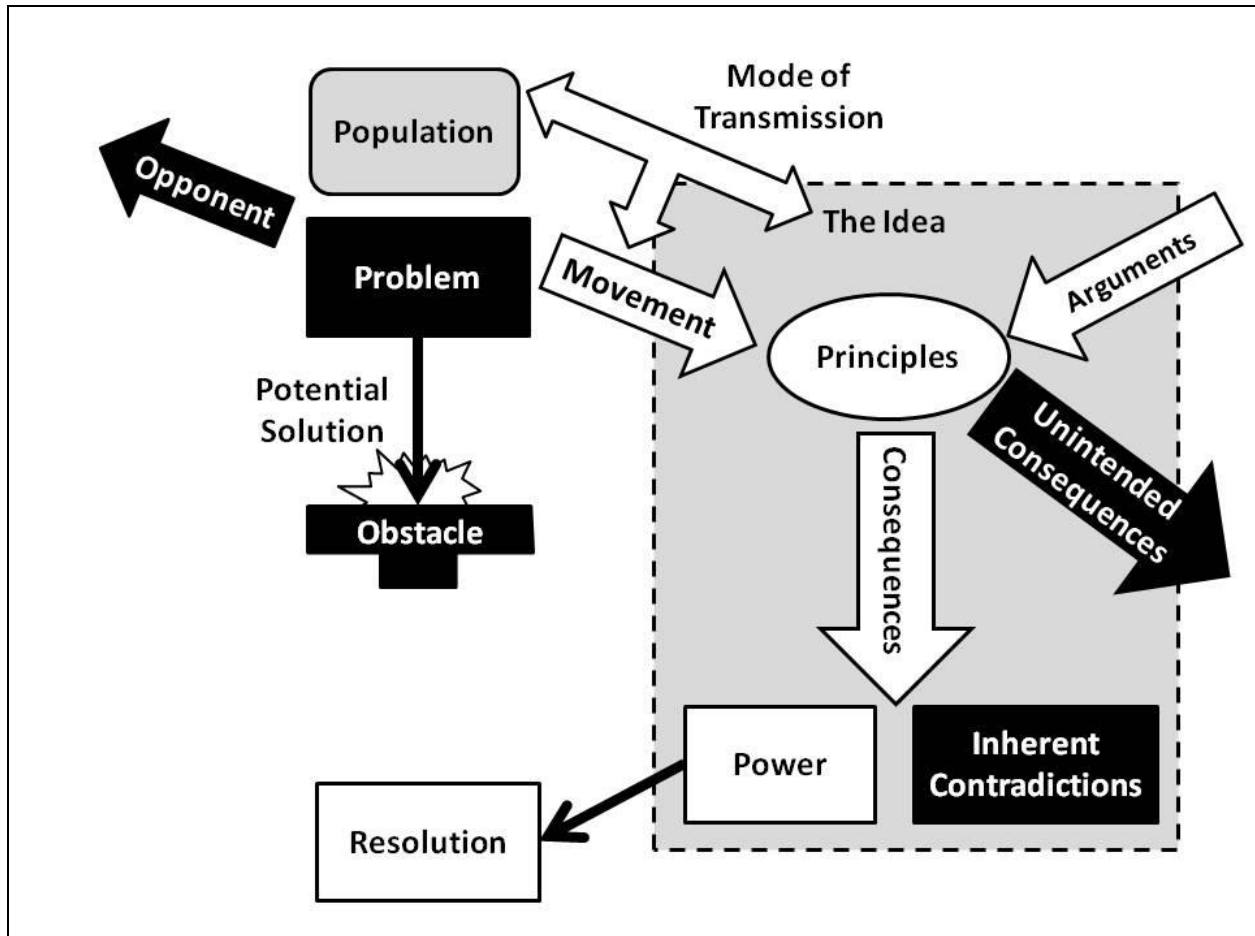 Mode of
Transmission
Population
Opponent
The Idea
Problem
Movement
Arguments
Principles
Potential
Solution
Unintended
Consequences
Consequences
Obstacle
Power
Inherent
Contradictions
Resolution